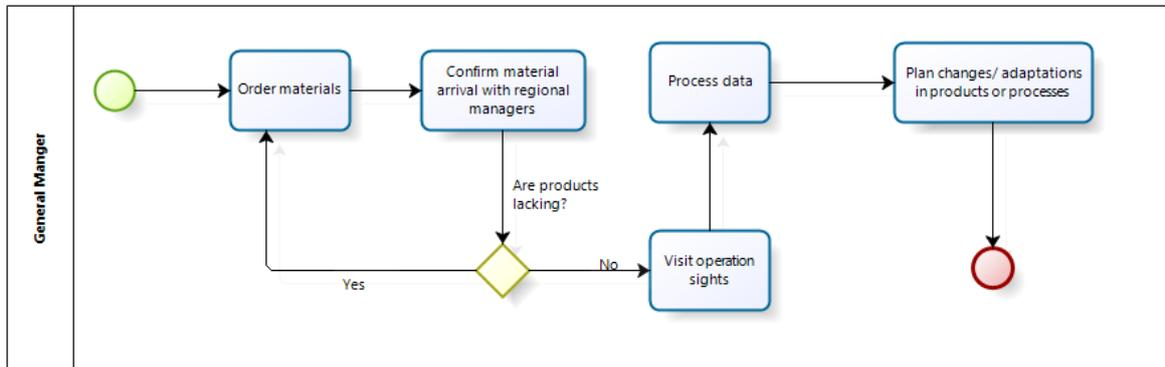 General Manger
Order materials
Confirm material
arrival with regional
managers
Process data
Plan changes/ adaptations
in products or processes
Are products
lacking?
Yes
No
Visit operation
sights